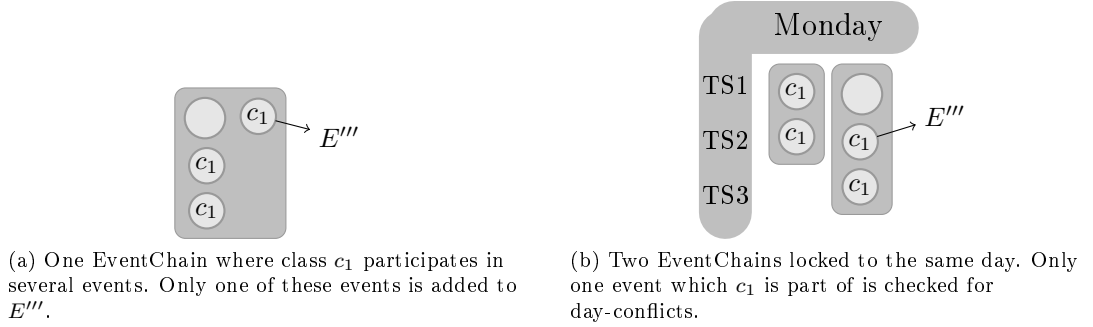 c₁
E‴
c₁
c₁
(a) One EventChain where class c₁ participates in
several events. Only one of these events is added to
E‴.
Monday
TS1 c₁
E‴
TS2 c₁ c₁
TS3 c₁
(b) Two EventChains locked to the same day. Only
one event which c₁ is part of is checked for
day-conflicts.